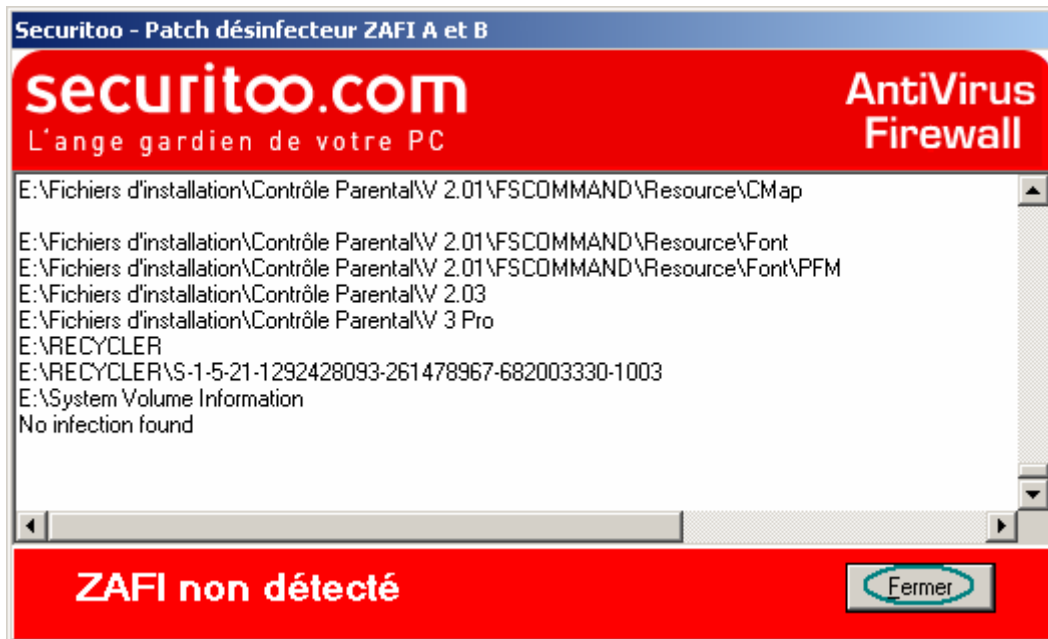 Securitoo - Patch désinfecteur ZAFI A et B
securitoo.com
L'ange gardien de votre PC
AntiVirus
Firewall
E:\Fichiers d'installation\Contrôle Parental\V 2.01\FSCOMMAND\Resource\CMap
E:\Fichiers d'installation\Contrôle Parental\V 2.01\FSCOMMAND\Resource\Font
E:\Fichiers d'installation\Contrôle Parental\V 2.01\FSCOMMAND\Resource\Font\PFM
E:\Fichiers d'installation\Contrôle Parental\V 2.03
E:\Fichiers d'installation\Contrôle Parental\V 3 Pro
E:\RECYCLER
E:\RECYCLER\S-1-5-21-1292428093-261478967-682003330-1003
E:\System Volume Information
No infection found
ZAFI non détecté
Fermer